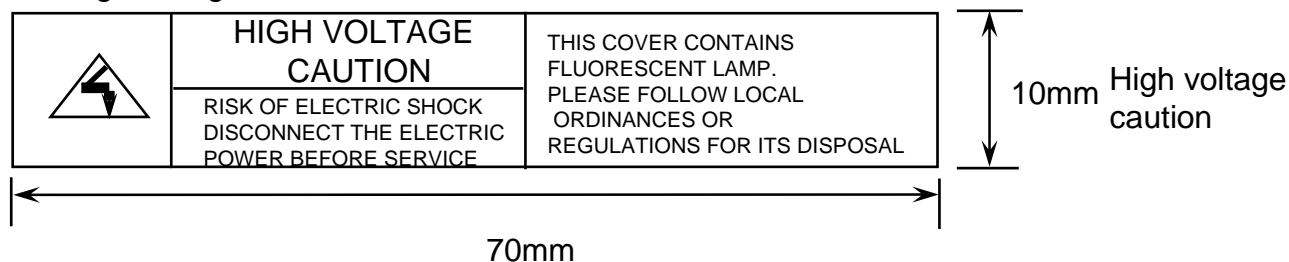 HIGH VOLTAGE
CAUTION
RISK OF ELECTRIC SHOCK
DISCONNECT THE ELECTRIC
POWER BEFORE SERVICE
THIS COVER CONTAINS
FLUORESCENT LAMP.
PLEASE FOLLOW LOCAL
ORDINANCES OR
REGULATIONS FOR ITS DISPOSAL
10mm
High voltage
caution
70mm